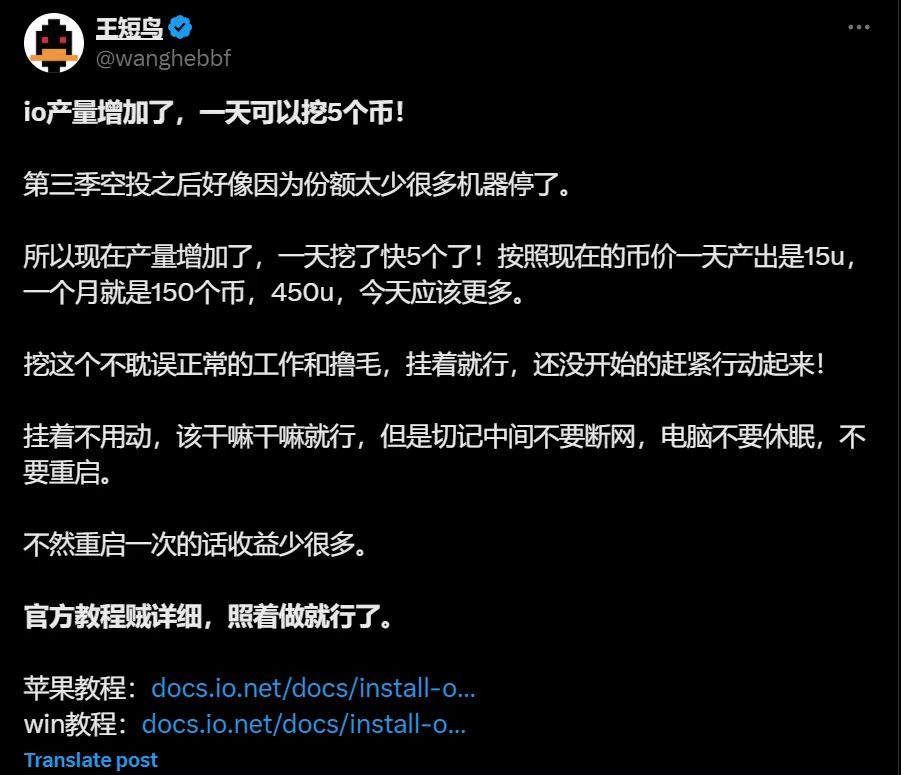 王短鸟
@wanghebbf
io产量增加了，一天可以挖5个币！
第三季空投之后好像因为份额太少很多机器停了。
所以现在产量增加了，一天挖了快5个了！按照现在的币价一天产出是15u，
一个月就是150个币，450u，今天应该更多。
挖这个不耽误正常的工作和撸毛，挂着就行，还没开始的赶紧行动起来！
挂着不用动，该干嘛干嘛就行，但是切记中间不要断网，电脑不要休眠，不
要重启。
不然重启一次的话收益少很多。
官方教程贼详细，照着做就行了。
苹果教程：docs.io.net/docs/install-o...
win教程：docs.io.net/docs/install-o...
Translate post